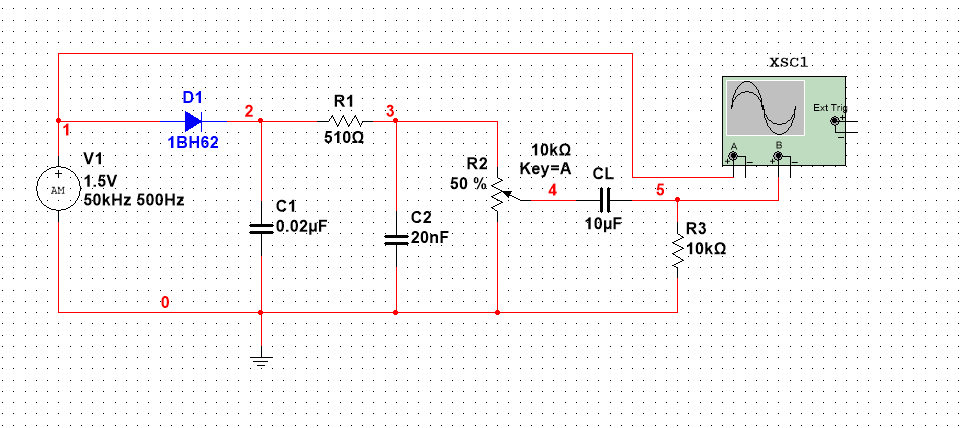 xsc1
Ext Trig
+
-
A
B
+ - + -
D1
1BH62
2
R1
510Ω
3
1
V1
1.5V
50kHz 500Hz
+
AM
R2
50 %
10kΩ
Key=A
4
CL
10µF
5
C1
0.02µF
C2
20nF
R3
10kΩ
0